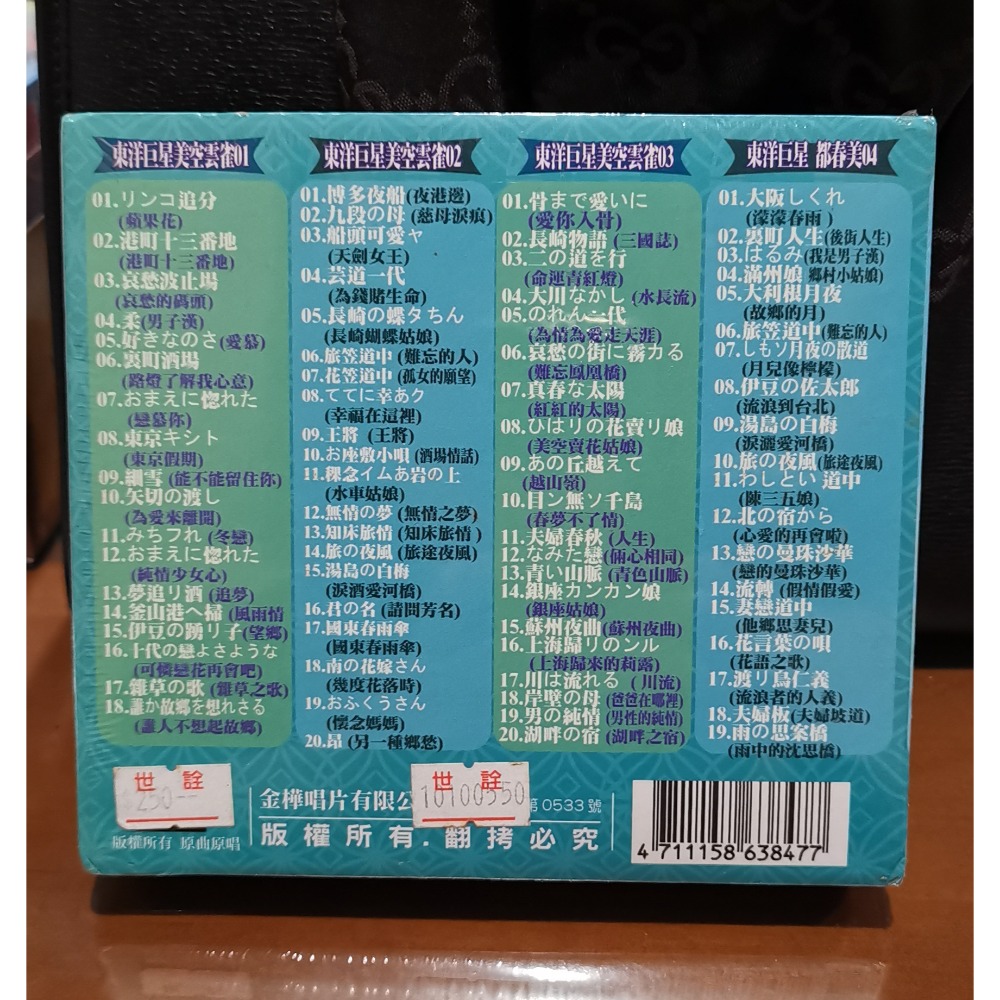 東洋巨星美空雲雀01
01.リンコ追分
(蘋果花)
02.港町十三番地
(港町十三番地)
03.哀愁波止場
(哀愁的碼頭)
04.柔(男子漢)
05.好きなのさ(愛慕)
06.裏町酒場
(路燈了解我心意)
07.おまえに惚れた
(戀慕你)
08.東京キシト
(東京假期)
09.細雪(能不能留住你)
10.矢切の渡し
(為愛來離開)
11.みちフれ(冬戀)
12.おまえに惚れた
(純情少女心)
13.夢追リ酒(追夢)
14.釜山港へ掃(風雨情
15.伊豆の踊リ子(望鄉)
16.十代の戀よさような
(可憐戀花再會吧)
17.雜草の歌(雜草之歌)
18.誰か故鄉を想れさる
(誰人不想起故鄉)
東洋巨星美空雲雀02
01.博多夜船(夜港邊)
02.九段の母(慈母淚痕)
03.船頭可愛ヤ
(天劍女王)
04.芸道一代
(為錢賭生命)
05.長崎の蝶タちん
(長崎蝴蝶姑娘)
06.旅笠道中(難忘的人)
07.花笠道中(孤女的願望)
08.ててに幸あク
(幸福在這裡)
09.王將(王將)
10.お座敷小唄(酒場情話)
11.稞念イムあ岩の上
(水車姑娘)
12.無情の夢(無情之夢)
13.知床旅情(知床旅情)
14.旅の夜風(旅途夜風)
15.湯島の白梅
(淚酒愛河橋)
16.君の名(請問芳名)
17.國東春雨傘
(國東春雨傘)
18.南の花嫁さん
(幾度花落時)
19.おふくうさん
(懷念媽媽)
20.昴(另一種鄉愁)
東洋巨星美空雲雀03
01.骨まで愛いに
(愛你入骨)
02.長崎物語(三國誌)
03.二の道を行
(命運青紅燈)
04.大川なかし(水長流)
05.のれん一代
(為情為愛走天涯)
06.哀愁の街に霧カる
(難忘鳳凰橋)
07.真春な太陽
(紅紅的太陽)
08.ひはリの花賣リ娘
(美空賣花姑娘)
09.あの丘越えて
(越山嶺)
10.目ン無ソ千島
(春夢不了情)
11.夫婦春秋(人生)
12.なみた戀(倆心相同)
13.青い山脈(青色山脈)
14.銀座カンカン娘
(銀座姑娘)
15.蘇州夜曲(蘇州夜曲)
16.上海歸リのンル
(上海歸來的莉露)
17.川は流れる(川流)
18.岸壁の母(爸爸在哪裡)
19.男の純情(男性的純情)
20.湖畔の宿(湖畔之宿)
東洋巨星 都春美04
01.大阪しくれ
(濛濛春雨)
02.裏町人生(後街人生)
03.はるみ(我是男子漢)
04.滿州娘 鄉村小姑娘)
05.大利根月夜
(故鄉的月)
06.旅笠道中(難忘的人)
07.しもソ月夜の散道
(月兒像檸檬)
08.伊豆の佐太郎
(流浪到台北)
09.湯島の白梅
(淚灑愛河橋)
10.旅の夜風(旅途夜風)
11.わしとい 道中
(陳三五娘)
12.北の宿から
(心愛的再會啦)
13.戀の曼珠沙華
(戀的曼珠沙華)
14.流轉(假情假愛)
15.妻戀道中
(他鄉思妻兒)
16.花言葉の唄
(花語之歌)
17.渡リ鳥仁義
(流浪者的人義)
18.夫婦板(夫婦坡道)
19.雨の思案橋
(雨中的沈思橋)
世詮
250--
版權所有 原曲原唱
金樺唱片有限公
世詮
10100550
第0533號
版權所有.翻拷必究
4 711158 638477